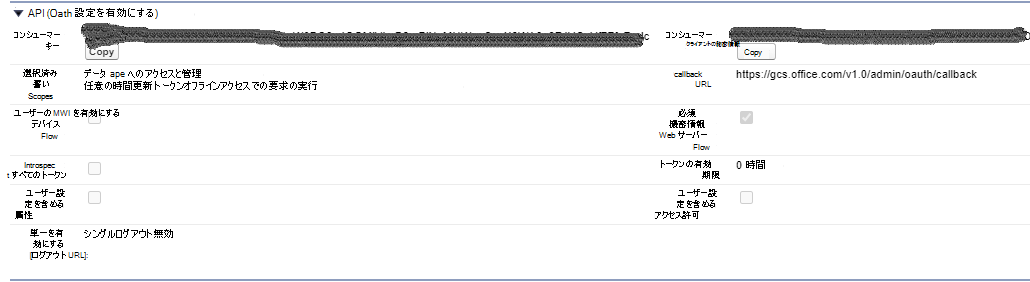 API (Oath 設定を有効にする)
コンシューマー
キー
Copy
コンシューマー
クライアントの秘密情報
Copy
選択済み
誓い
Scopes
データ ape へのアクセスと管理
任意の時間更新トークンオフラインアクセスでの要求の実行
callback
URL
https://gcs.office.com/v1.0/admin/oauth/callback
ユーザーの MWI を有効にする
デバイス
Flow
必須
機密情報
Web サーバー
Flow
Introspec
t すべてのトークン
トークンの有効
期限
0 時間
ユーザー設
定を含める
属性
ユーザー設
定を含める
アクセス許可
単一を有
効にする
[ログアウト URL]:
シングルログアウト無効